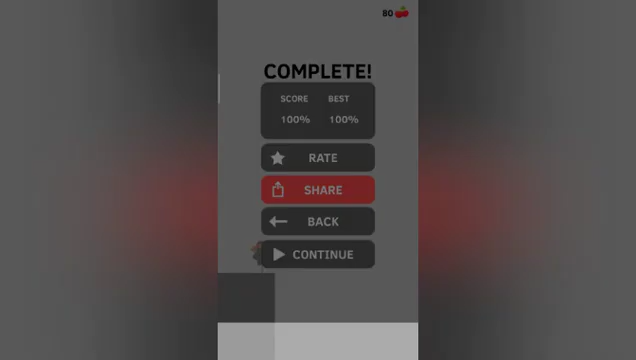 80
COMPLETE!
SCORE BEST
100% 100%
RATE
SHARE
BACK
CONTINUE